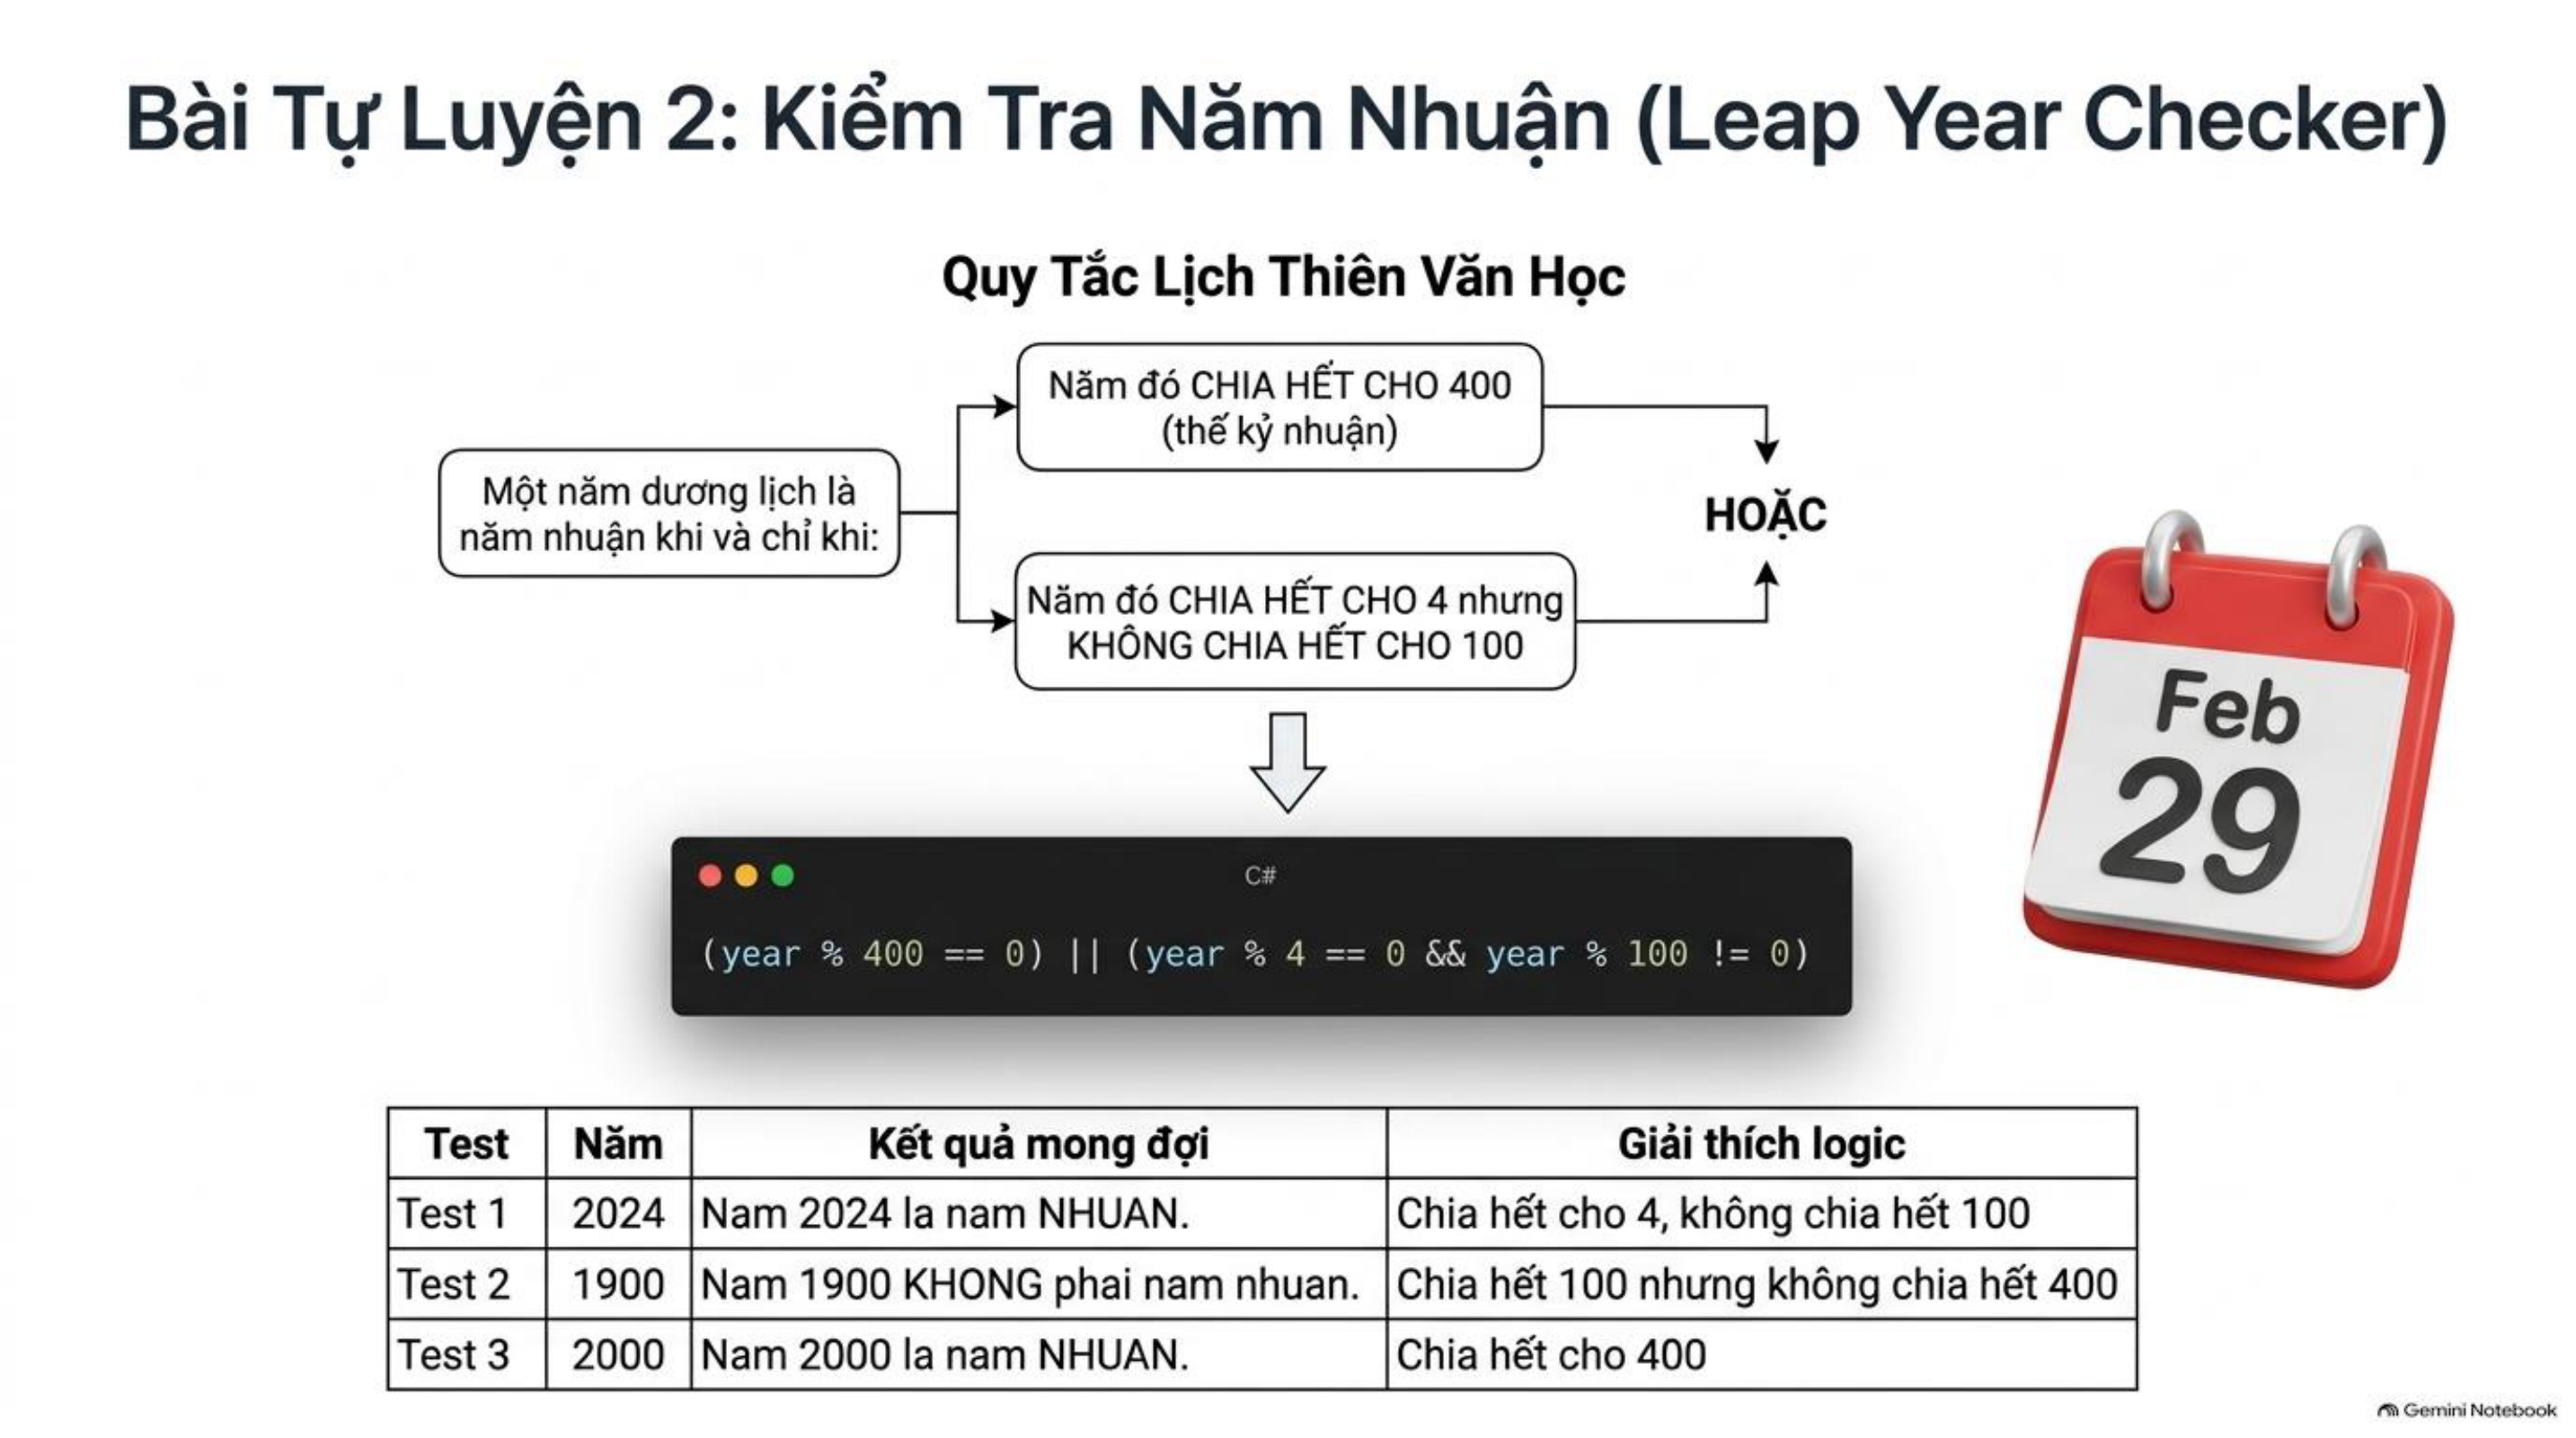 Bài Tự Luyện 2: Kiểm Tra Năm Nhuận (Leap Year Checker)
Quy Tắc Lịch Thiên Văn Học
Một năm dương lịch là
năm nhuận khi và chỉ khi:
Năm đó CHIA HẾT CHO 400
(thế kỷ nhuận)
Năm đó CHIA HẾT CHO 4 nhưng
KHÔNG CHIA HẾT CHO 100
HOẶC
Feb
29
C#
(year % 400 == 0) || (year % 4 == 0 && year % 100 != 0)
Test Năm Kết quả mong đợi Giải thích logic
Test 1 2024 Nam 2024 la nam NHUAN. Chia hết cho 4, không chia hết 100
Test 2 1900 Nam 1900 KHONG phai nam nhuan. Chia hết 100 nhưng không chia hết 400
Test 3 2000 Nam 2000 la nam NHUAN. Chia hết cho 400
Gemini Notebook